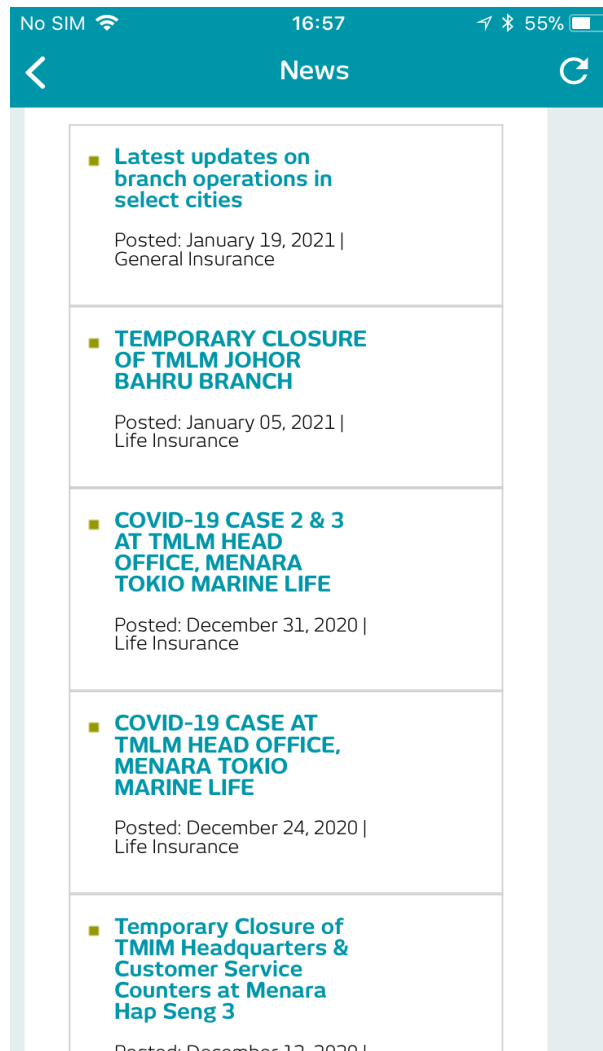 No SIM 16:57 55%
News
Latest updates on
branch operations in
select cities
Posted: January 19, 2021 |
General Insurance
TEMPORARY CLOSURE
OF TMLM JOHOR
BAHRU BRANCH
Posted: January 05, 2021 |
Life Insurance
COVID-19 CASE 2 & 3
AT TMLM HEAD
OFFICE, MENARA
TOKIO MARINE LIFE
Posted: December 31, 2020 |
Life Insurance
COVID-19 CASE AT
TMLM HEAD OFFICE,
MENARA TOKIO
MARINE LIFE
Posted: December 24, 2020 |
Life Insurance
Temporary Closure of
TMIM Headquarters &
Customer Service
Counters at Menara
Hap Seng 3
Posted: December 12, 2020 |